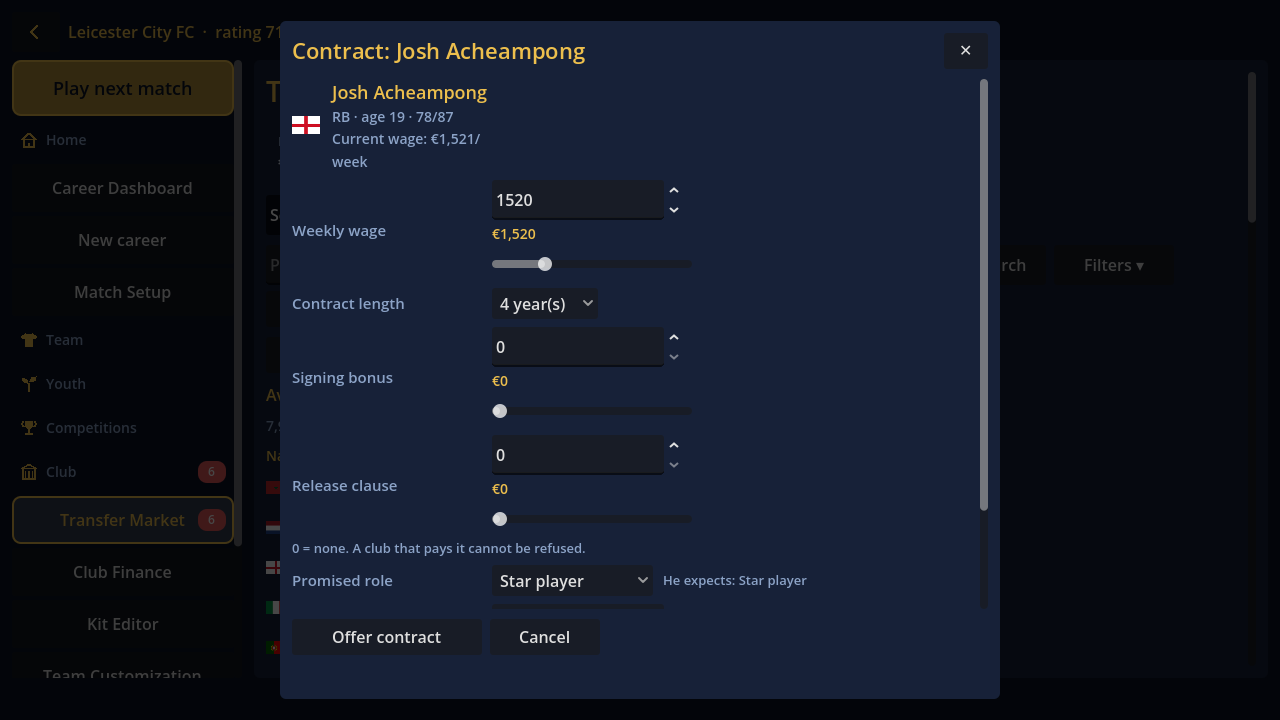 Leicester City FC · rating 71
Play next match
Home
Career Dashboard
New career
Match Setup
Team
Youth
Competitions
Club 6
Transfer Market 6
Club Finance
Kit Editor
Team Customization
Contract: Josh Acheampong
×
Josh Acheampong
RB · age 19 · 78/87
Current wage: €1,521/
week
Weekly wage
1520
€1,520
Contract length
4 year(s)
Signing bonus
0
€0
Release clause
0
€0
0 = none. A club that pays it cannot be refused.
Promised role
Star player
He expects: Star player
Offer contract
Cancel
Filters ▾